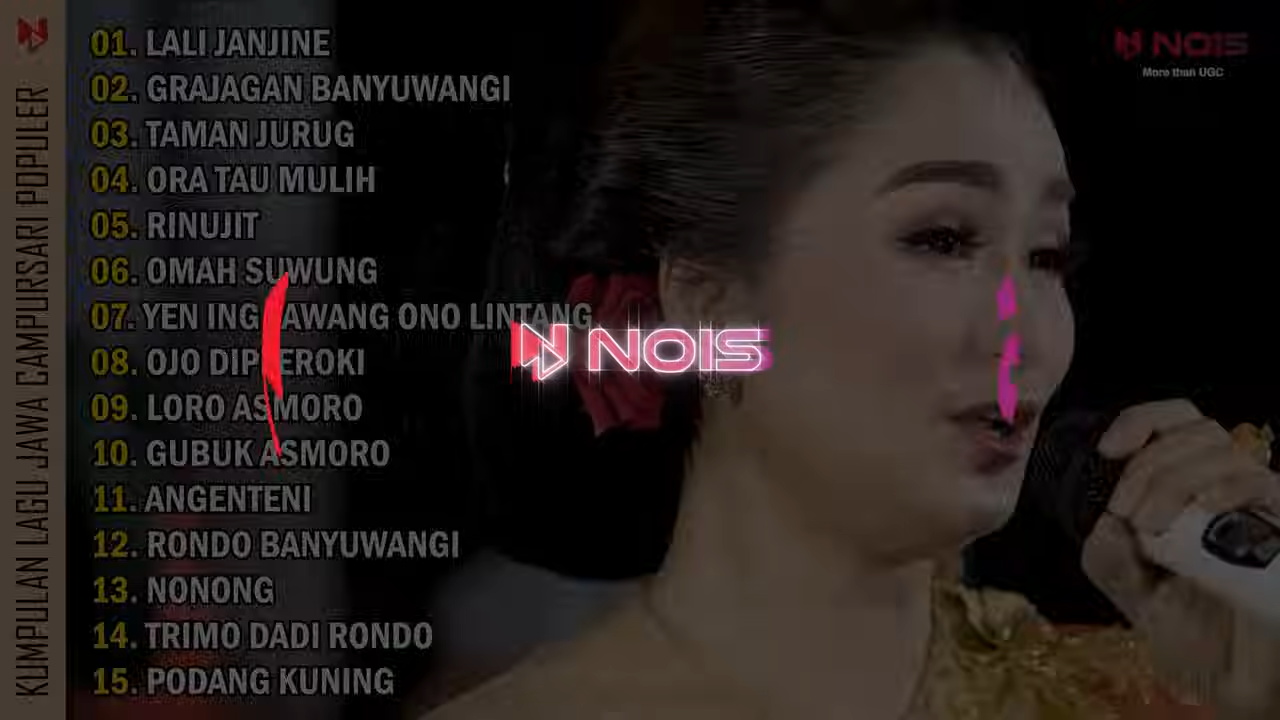 KUMPULAN LAGU JAWA CAMPURSARI POPULER
01. LALI JANJINE
02. GRAJAGAN BANYUWANGI
03. TAMAN JURUG
04. ORA TAU MULIH
05. RINUJIT
06. OMAH SUWUNG
07. YEN ING TAWANG ONO LINTANG
08. OJO DIPLEROKI
09. LORO ASMORO
10. GUBUK ASMORO
11. ANGENTENI
12. RONDO BANYUWANGI
13. NONONG
14. TRIMO DADI RONDO
15. PODANG KUNING
NOIS
NOIS
More than UGC